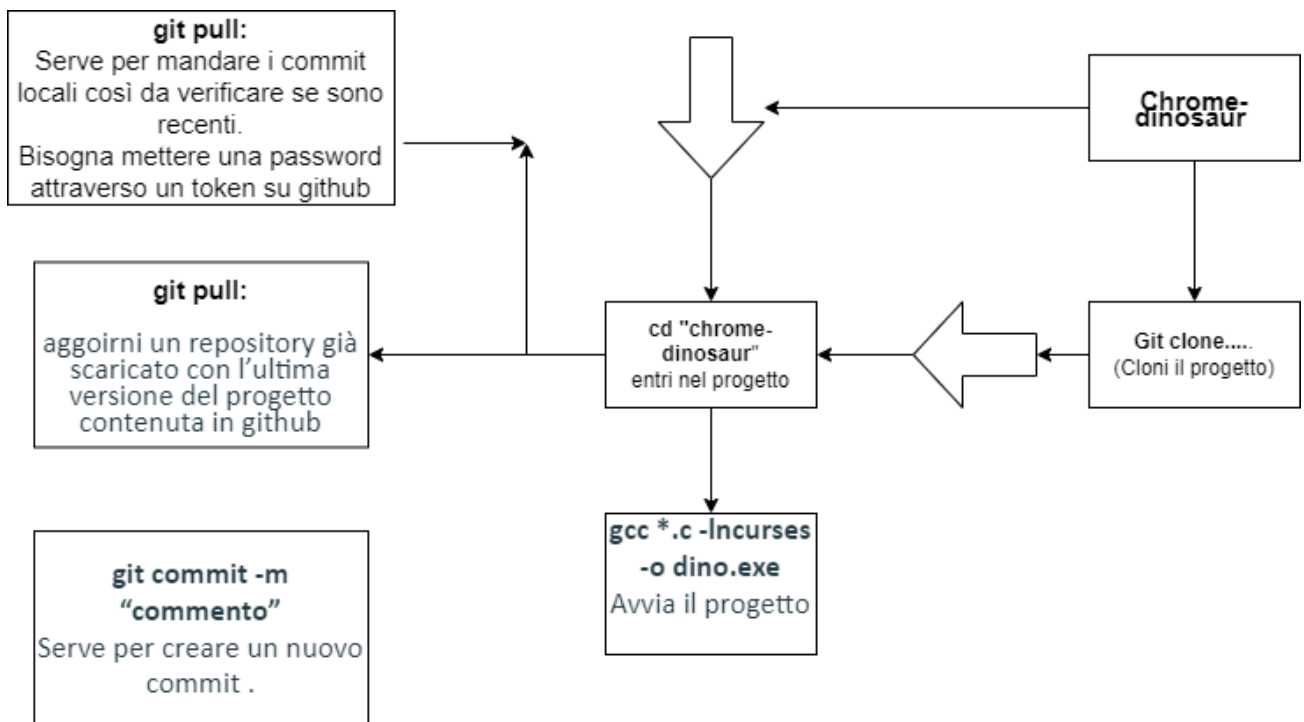 git pull:
Serve per mandare i commit
locali così da verificare se sono
recenti.
Bisogna mettere una password
attraverso un token su github
Chrome-
dinosaur
git pull:
aggoirni un repository già
scaricato con l'ultima
versione del progetto
contenuta in github
cd "chrome-
dinosaur"
entri nel progetto
Git clone.....
(Cloni il progetto)
git commit -m
“commento”
Serve per creare un nuovo
commit .
gcc *.c -lncurses
-o dino.exe
Avvia il progetto